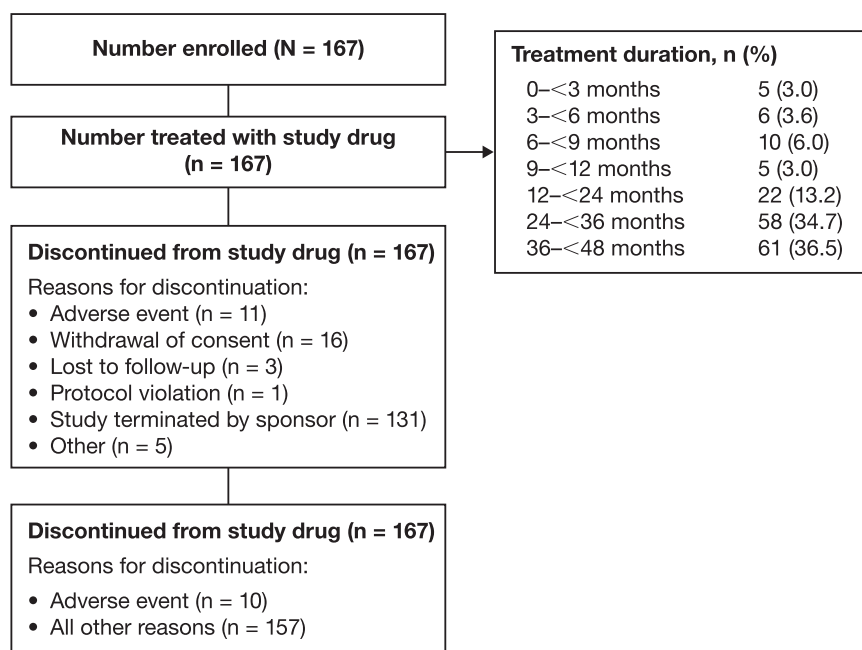 Number enrolled (N = 167)
Number treated with study drug
(n = 167)
Treatment duration, n (%)
0–<3 months 5 (3.0)
3–<6 months 6 (3.6)
6–<9 months 10 (6.0)
9–<12 months 5 (3.0)
12–<24 months 22 (13.2)
24–<36 months 58 (34.7)
36–<48 months 61 (36.5)
Discontinued from study drug (n = 167)
Reasons for discontinuation:
• Adverse event (n = 11)
• Withdrawal of consent (n = 16)
• Lost to follow-up (n = 3)
• Protocol violation (n = 1)
• Study terminated by sponsor (n = 131)
• Other (n = 5)
Discontinued from study drug (n = 167)
Reasons for discontinuation:
• Adverse event (n = 10)
• All other reasons (n = 157)